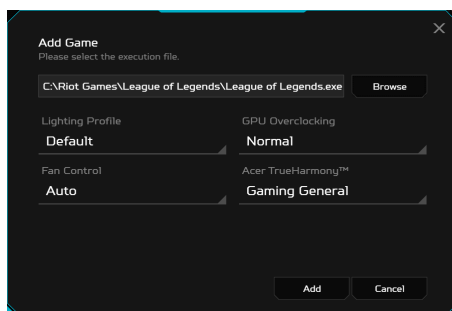 Add Game
Please select the execution file.
C:\Riot Games\League of Legends\League of Legends.exe
Browse
Lighting Profile
GPU Overclocking
Default
Normal
Fan Control
Acer TrueHarmony™
Auto
Gaming General
Add
Cancel